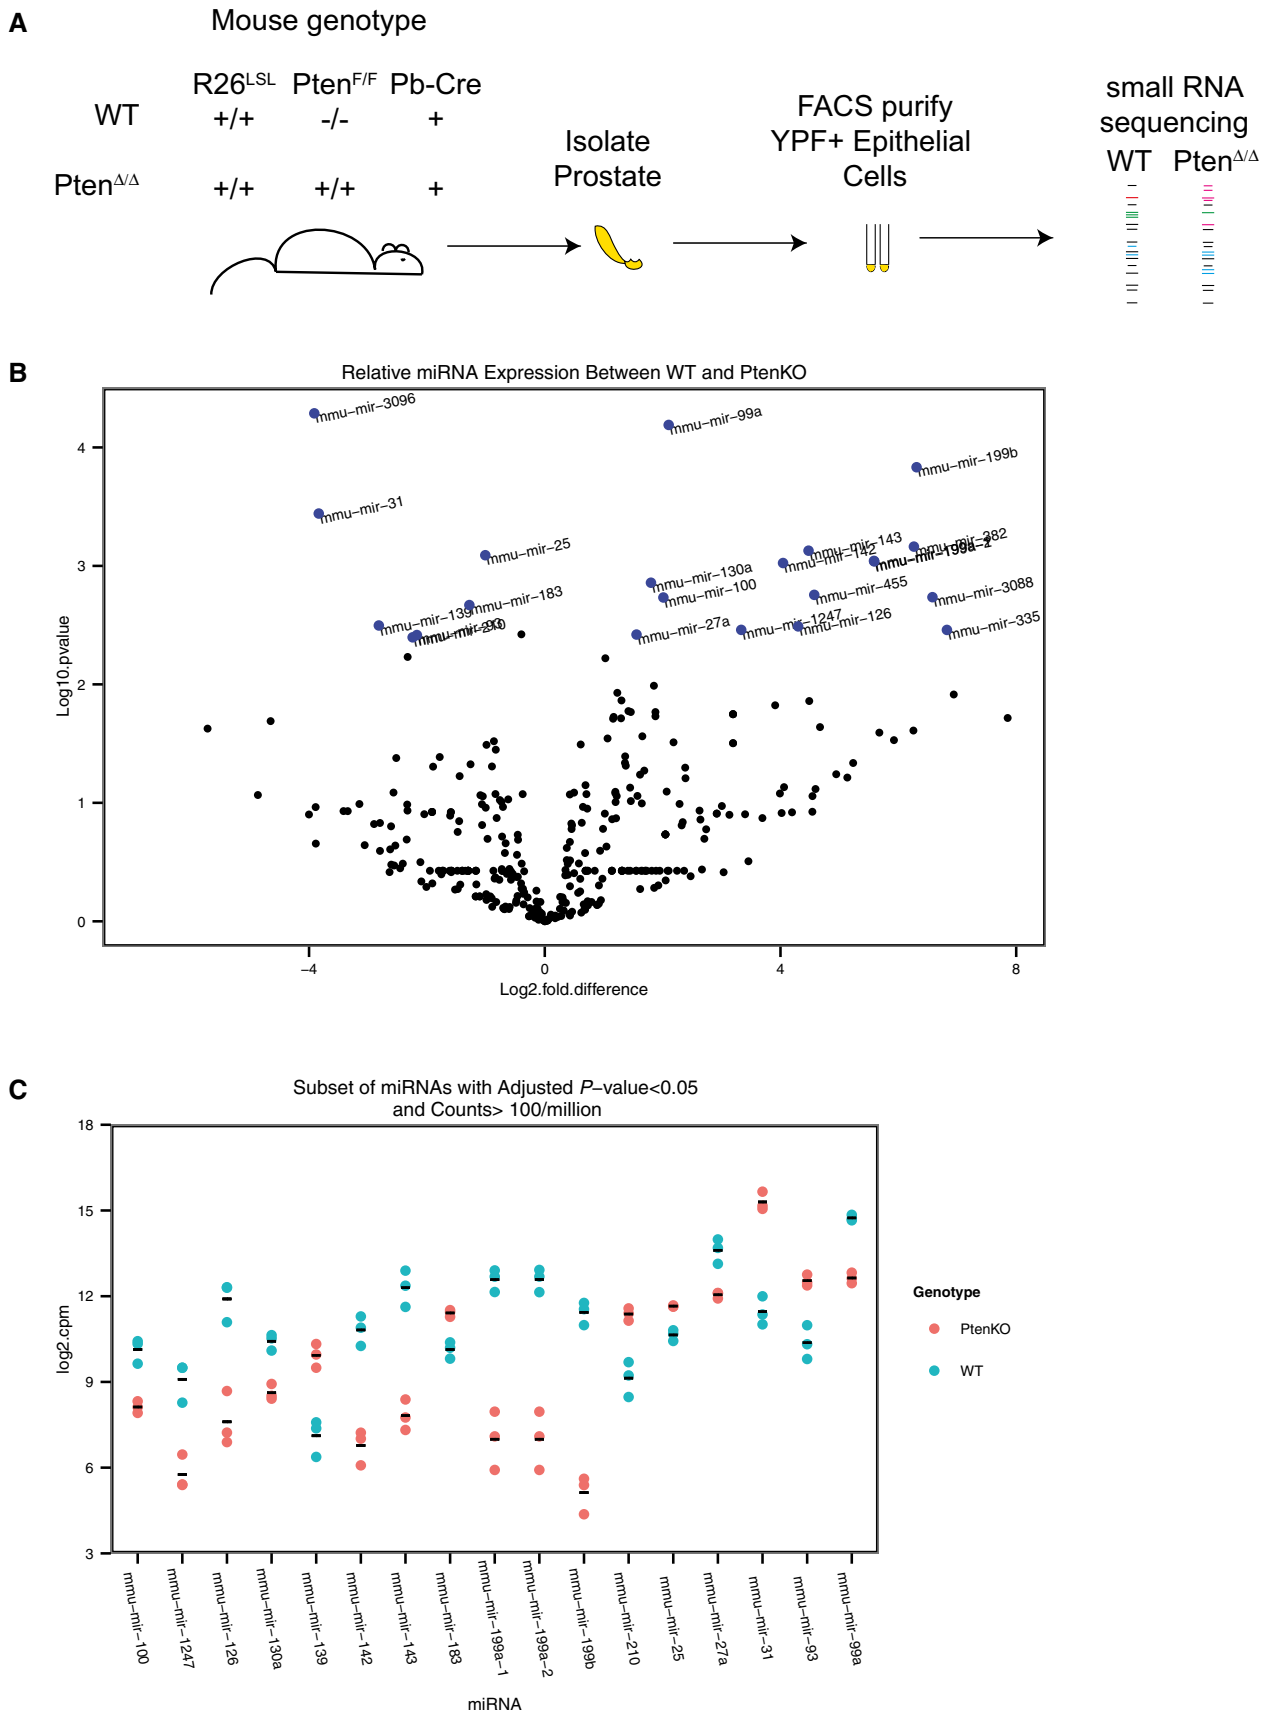 A
Mouse genotype
R26LSL PtenF/F Pb-Cre
WT +/+ -/- +
PtenΔ/Δ +/+ +/+ +
Isolate
Prostate
FACS purify
YPF+ Epithelial
Cells
small RNA
sequencing
WT PtenΔ/Δ
B
Relative miRNA Expression Between WT and PtenKO
Log10.pvalue
4
3
2
1
0
mmu−mir−3096
mmu−mir−99a
mmu−mir−199b
mmu−mir−31
mmu−mir−25
mmu−mir−143
mmu−mir−142
mmu−mir−382
mmu−mir−199a−2
mmu−mir−130a
mmu−mir−100
mmu−mir−183
mmu−mir−455
mmu−mir−3088
mmu−mir−139
mmu−mir−93
mmu−mir−210
mmu−mir−27a
mmu−mir−1247
mmu−mir−126
mmu−mir−335
−4 0 4 8
Log2.fold.difference
C
Subset of miRNAs with Adjusted P−value<0.05
and Counts> 100/million
log2.cpm
18
15
12
9
6
3
mmu−mir−100
mmu−mir−1247
mmu−mir−126
mmu−mir−130a
mmu−mir−139
mmu−mir−142
mmu−mir−143
mmu−mir−183
mmu−mir−199a−1
mmu−mir−199a−2
mmu−mir−199b
mmu−mir−210
mmu−mir−25
mmu−mir−27a
mmu−mir−31
mmu−mir−93
mmu−mir−99a
miRNA
Genotype
PtenKO
WT